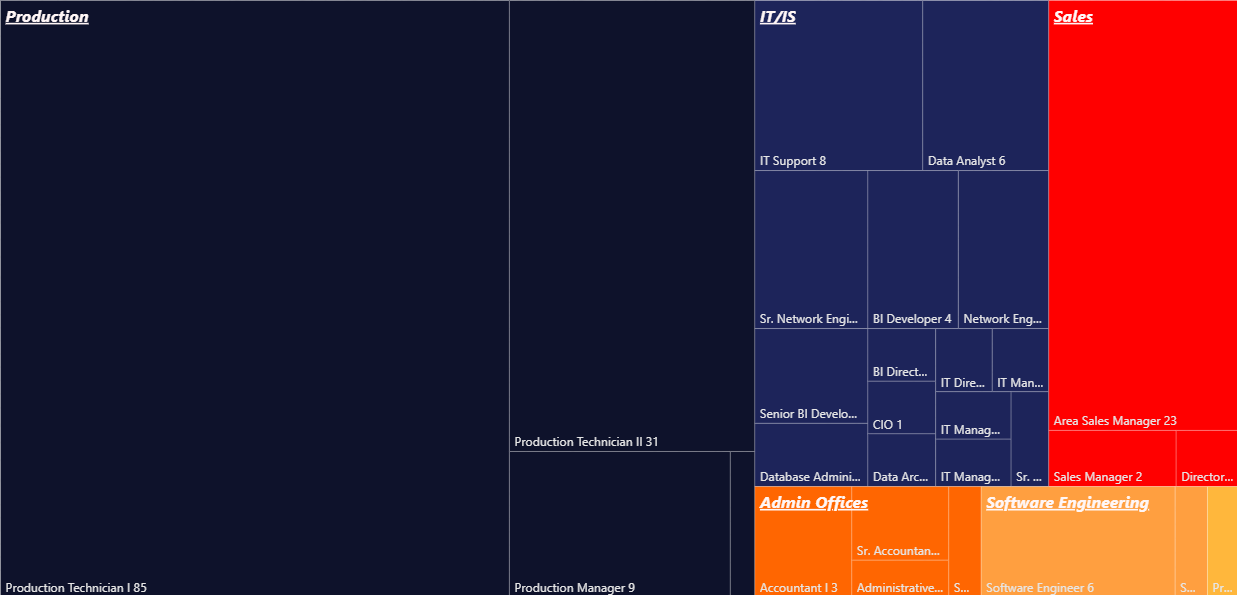 Production
Production Technician I 85
Production Technician II 31
Production Manager 9
IT/IS
IT Support 8
Data Analyst 6
Sr. Network Engi...
BI Developer 4
Network Eng...
Senior BI Develo...
BI Direct...
IT Dire...
IT Man...
CIO 1
IT Manag...
Database Admini...
Data Arc...
IT Manag...
Sr. ...
Sales
Area Sales Manager 23
Sales Manager 2
Director...
Admin Offices
Accountant I 3
Sr. Accountan...
Administrative...
S...
Software Engineering
Software Engineer 6
S...
Pr...